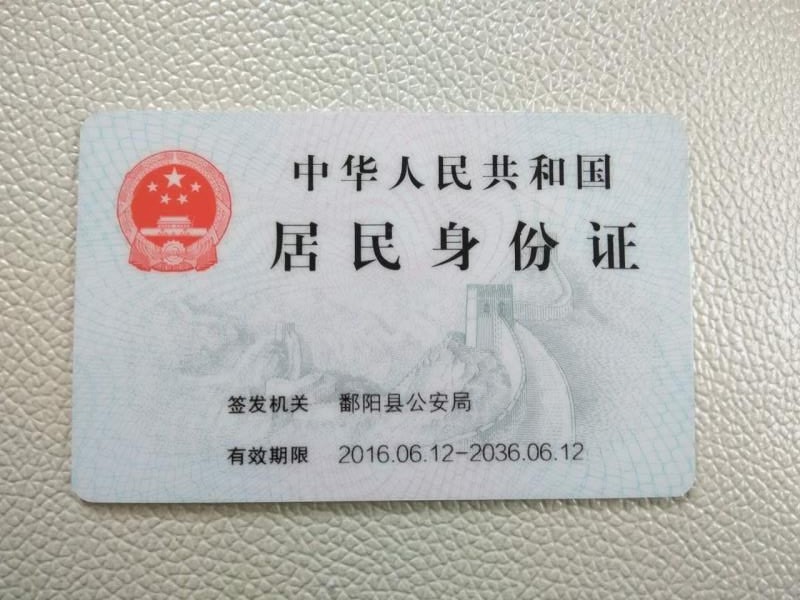 中华人民共和国
居民身份证
签发机关 鄱阳县公安局
有效期限 2016.06.12-2036.06.12